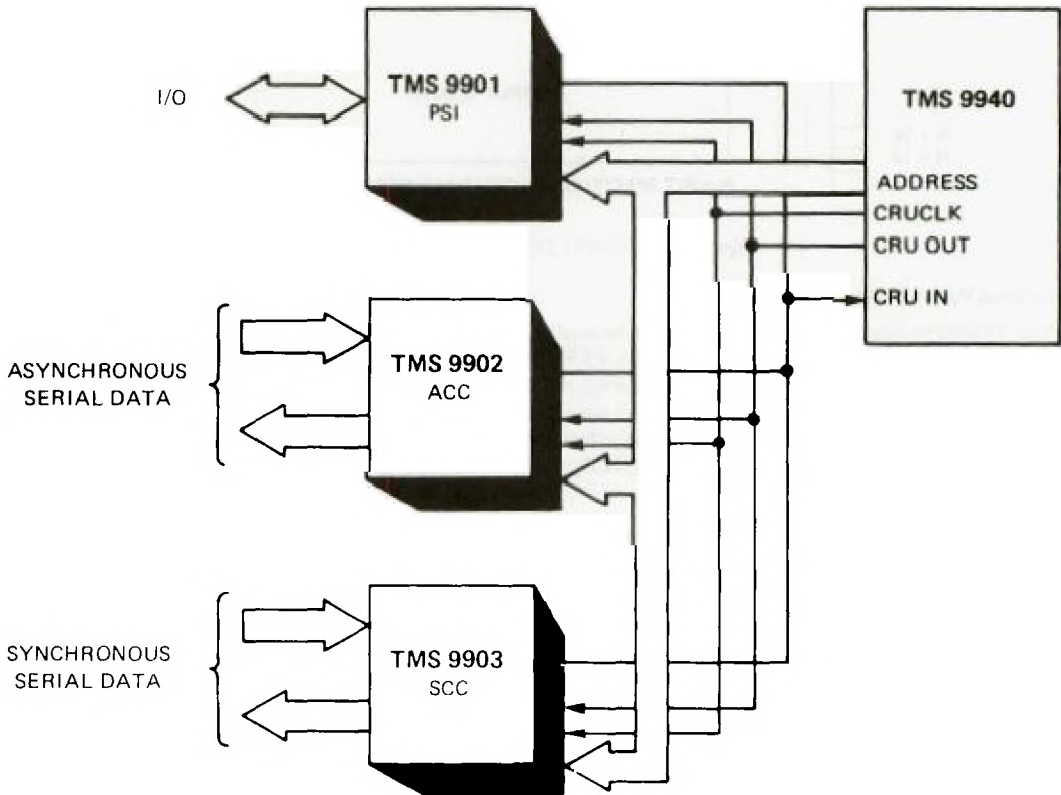 I/O
TMS 9901
PSI
TMS 9940
ADDRESS
CRUCLK
CRU OUT
CRU IN
ASYNCHRONOUS
SERIAL DATA
TMS 9902
ACC
SYNCHRONOUS
SERIAL DATA
TMS 9903
SCC